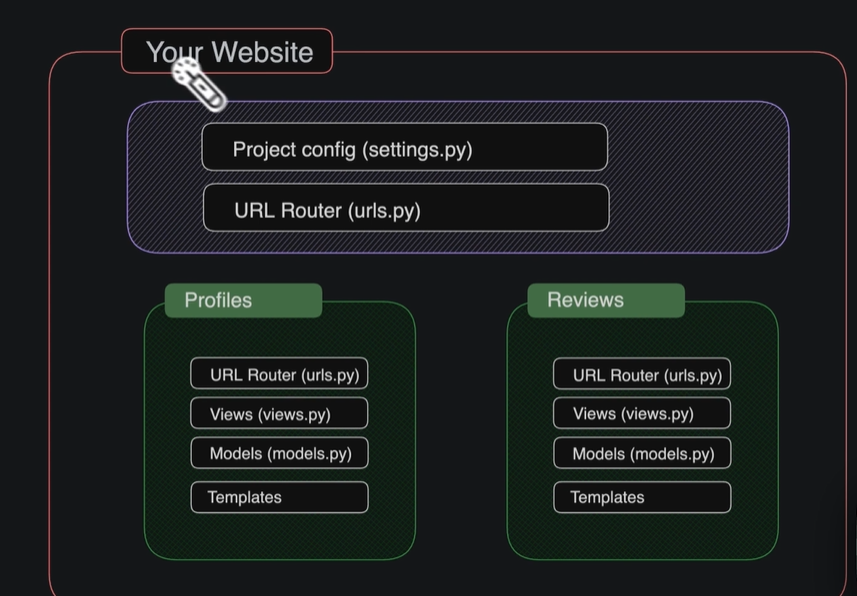 Your Website
Project config (settings.py)
URL Router (urls.py)
Profiles
URL Router (urls.py)
Views (views.py)
Models (models.py)
Templates
Reviews
URL Router (urls.py)
Views (views.py)
Models (models.py)
Templates